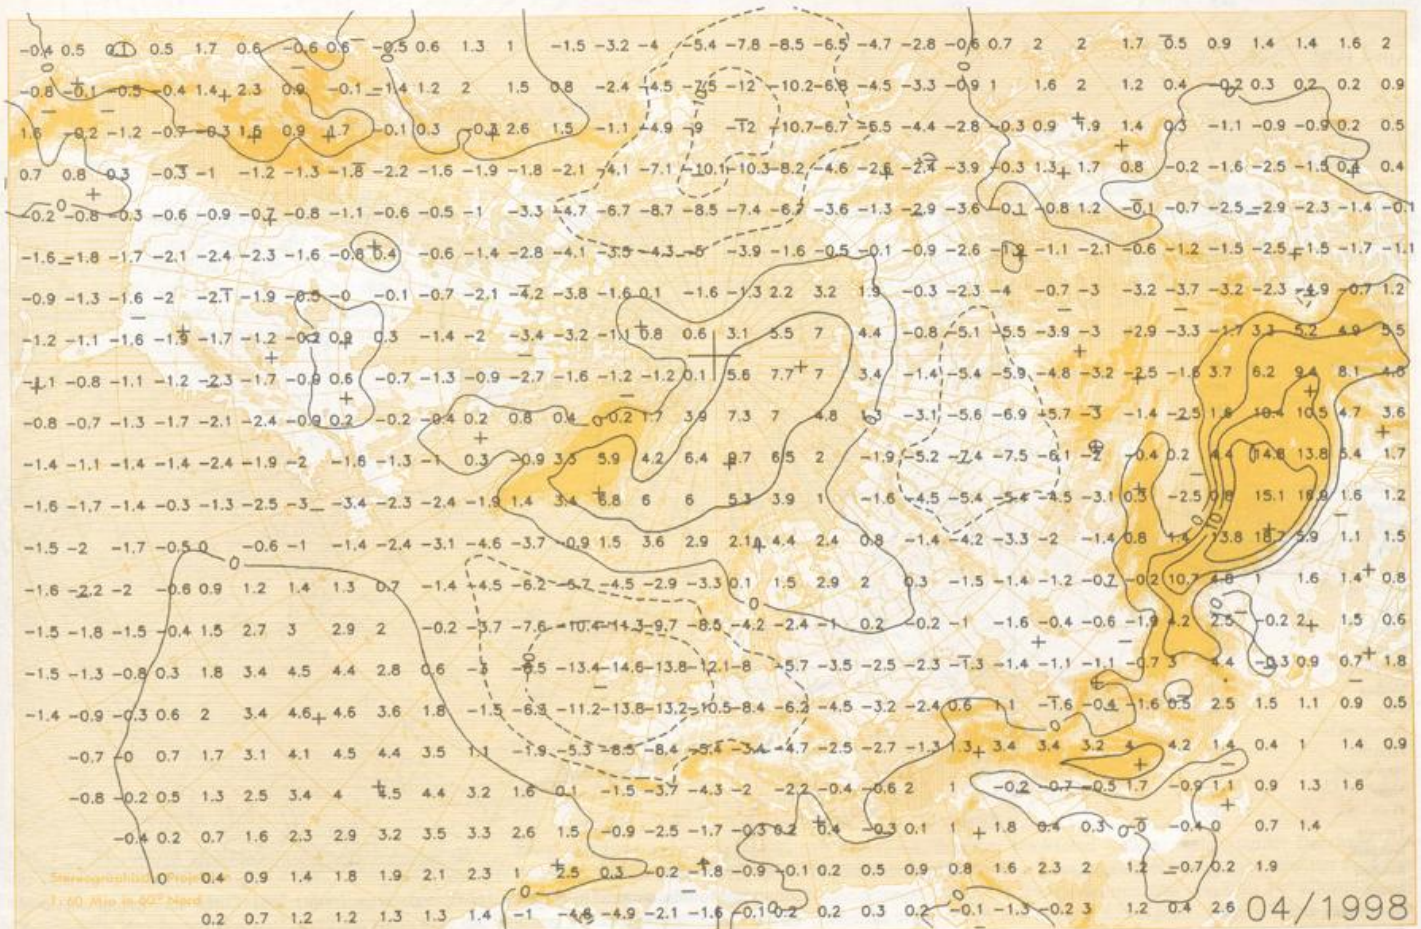 -0.4 0.5 0.1 0.5 1.7 0.6 -0.6 0.6 -0.5 0.6 1.3 1 -1.5 -3.2 -4 -5.4 -7.8 -8.5 -6.5 -4.7 -2.8 -0.6 0.7 2 2 1.7 0.5 0.9 1.4 1.4 1.6 2
-0.8 -0.1 -0.5 -0.4 1.4 2.3 0.9 -0.1 -1.4 1.2 2 1.5 0.8 -2.4 -4.5 -7.5 -12 -10.2 -6.8 -4.5 -3.3 -0.9 1 1.6 2 1.2 0.4 -0.2 0.3 0.2 0.2 0.9
1.6 -0.2 -1.2 -0.7 -0.3 1.6 0.9 1.7 -0.1 0.3 -0.3 2.6 1.5 -1.1 -4.9 -9 -12 -10.7 -6.7 -6.5 -4.4 -2.8 -0.3 0.9 1.9 1.4 0.3 -1.1 -0.9 -0.9 0.2 0.5
0.7 0.8 0.3 -0.3 -1 -1.2 -1.3 -1.8 -2.2 -1.6 -1.9 -1.8 -2.1 -4.1 -7.1 -10.1 -10.3 -8.2 -4.6 -2.6 -2.4 -3.9 -0.3 1.3 1.7 0.8 -0.2 -1.6 -2.5 -1.5 0.4 0.4
-0.2 -0.8 -0.3 -0.6 -0.9 -0.7 -0.8 -1.1 -0.6 -0.5 -1 -3.3 -4.7 -6.7 -8.7 -8.5 -7.4 -6.7 -3.6 -1.3 -2.9 -3.6 -0.1 -0.8 1.2 -0.1 -0.7 -2.5 -2.9 -2.3 -1.4 -0.1
-1.6 -1.8 -1.7 -2.1 -2.4 -2.3 -1.6 -0.8 0.4 -0.6 -1.4 -2.8 -4.1 -3.5 -4.3 -5 -3.9 -1.6 -0.5 -0.1 -0.9 -2.6 -1.1 -2.1 -0.6 -1.2 -1.5 -2.5 -1.5 -1.7 -1.1
-0.9 -1.3 -1.6 -2 -2.1 -1.9 -0.5 -0 -0.1 -0.7 -2.1 -4.2 -3.8 -1.6 0.1 -1.6 -1.3 2.2 3.2 1.9 -0.3 -2.3 -4 -0.7 -3 -3.2 -3.7 -3.2 -2.3 -4.9 -0.7 1.2
-1.2 -1.1 -1.6 -1.9 -1.7 -1.2 -0.2 0.9 0.3 -1.4 -2 -3.4 -3.2 -1.1 0.8 0.6 3.1 5.5 7 4.4 -0.8 -5.1 -5.5 -3.9 -3 -2.9 -3.3 -1.7 3.3 5.2 4.9 5.5
-1.1 -0.8 -1.1 -1.2 -2.3 -1.7 -0.9 0.6 -0.7 -1.3 -0.9 -2.7 -1.6 -1.2 -1.2 0.1 5.6 7.7 7 3.4 -1.4 -5.4 -5.9 -4.8 -3.2 -2.5 -1.6 3.7 6.2 9.4 8.1 4.8
-0.8 -0.7 -1.3 -1.7 -2.1 -2.4 -0.9 0.2 -0.2 -0.4 0.2 0.8 0.4 -0.2 1.7 3.9 7.3 7 4.8 1.3 -3.1 -5.6 -6.9 -5.7 -3 -1.4 -2.5 1.6 10.4 10.5 4.7 3.6
-1.4 -1.1 -1.4 -1.4 -2.4 -1.9 -2 -1.6 -1.3 -1 0.3 -0.9 3.3 5.9 4.2 6.4 9.7 6.5 2 -1.9 -5.2 -7.4 -7.5 -6.1 -2 -0.4 0.2 4.4 14.8 13.8 5.4 1.7
-1.6 -1.7 -1.4 -0.3 -1.3 -2.5 -3 -3.4 -2.3 -2.4 -1.9 1.4 3.4 6.8 6 6 5.3 3.9 1 -1.6 -4.5 -5.4 -5.4 -4.5 -3.1 0.3 -2.5 0.8 15.1 1.6 1.2
-1.5 -2 -1.7 -0.5 0 -0.6 -1 -1.4 -2.4 -3.1 -4.6 -3.7 -0.9 1.5 3.6 2.9 2.1 4.4 2.4 0.8 -1.4 -4.2 -3.3 -2 -1.4 0.8 1.4 13.8 5.9 1.1 1.5
-1.6 -2.2 -2 -0.6 0.9 1.2 1.4 1.3 0.7 -1.4 -4.5 -6.2 -5.7 -4.5 -2.9 -3.3 0.1 1.5 2.9 2 0.3 -1.5 -1.4 -1.2 -0.7 -0.2 10.7 4.8 1 1.6 1.4 0.8
-1.5 -1.8 -1.5 -0.4 1.5 2.7 3 2.9 2 -0.2 -3.7 -7.6 -10.4 -11.3 -9.7 -8.5 -4.2 -2.4 -1 0.2 -0.2 -1 -1.6 -0.4 -0.6 -1.9 4.2 2.5 -0.2 2 1.5 0.6
-1.5 -1.3 -0.8 0.3 1.8 3.4 4.5 4.4 2.8 0.6 -3 -8.5 -13.4 -14.6 -13.8 -12.1 -8 -5.7 -3.5 -2.5 -2.3 -1.3 -1.4 -1.1 -1.1 -0.7 3 4.4 -0.3 0.9 0.7 1.8
-1.4 -0.9 -0.3 0.6 2 3.4 4.6 4.6 3.6 1.8 -1.5 -6.3 -11.2 -13.8 -13.2 -10.5 -8.4 -6.2 -4.5 -3.2 -2.4 0.6 1.1 -1.6 -0.4 -1.6 0.5 2.5 1.5 1.1 0.9 0.5
-0.7 -0 0.7 1.7 3.1 4.1 4.5 4.4 3.5 1.1 -1.9 -5.3 -8.5 -8.4 -5.4 -3.4 -4.7 -2.5 -2.7 -1.3 1.3 3.4 3.4 3.2 4 4.2 1.4 0.4 1 1.4 0.9
-0.8 -0.2 0.5 1.3 2.5 3.4 4 4.5 4.4 3.2 1.6 0.1 -1.5 -3.7 -4.3 -2 -2.2 -0.4 -0.6 2 1 -0.2 -0.7 -0.5 1.7 -0.9 1.1 0.9 1.3 1.6
-0.4 0.2 0.7 1.6 2.3 2.9 3.2 3.5 3.3 2.6 1.5 -0.9 -2.5 -1.7 -0.3 0.2 0.4 -0.3 0.1 1 1.8 0.4 0.3 -0 -0.4 0 0.7 1.4
0 0.4 0.9 1.4 1.8 1.9 2.1 2.3 1 2.5 0.3 -0.2 -1.8 -0.9 -0.1 0.2 0.5 0.9 0.8 1.6 2.3 2 1.2 -0.7 0.2 1.9
Stereographische Projektion
1:60 Mio in 60° Nord
0.2 0.7 1.2 1.2 1.3 1.3 1.4 -1 -4.8 -4.9 -2.1 -1.6 -0.1 0.2 0.2 0.3 0.2 -0.1 -1.3 -0.2 3 1.2 0.4 2.6 04/1998